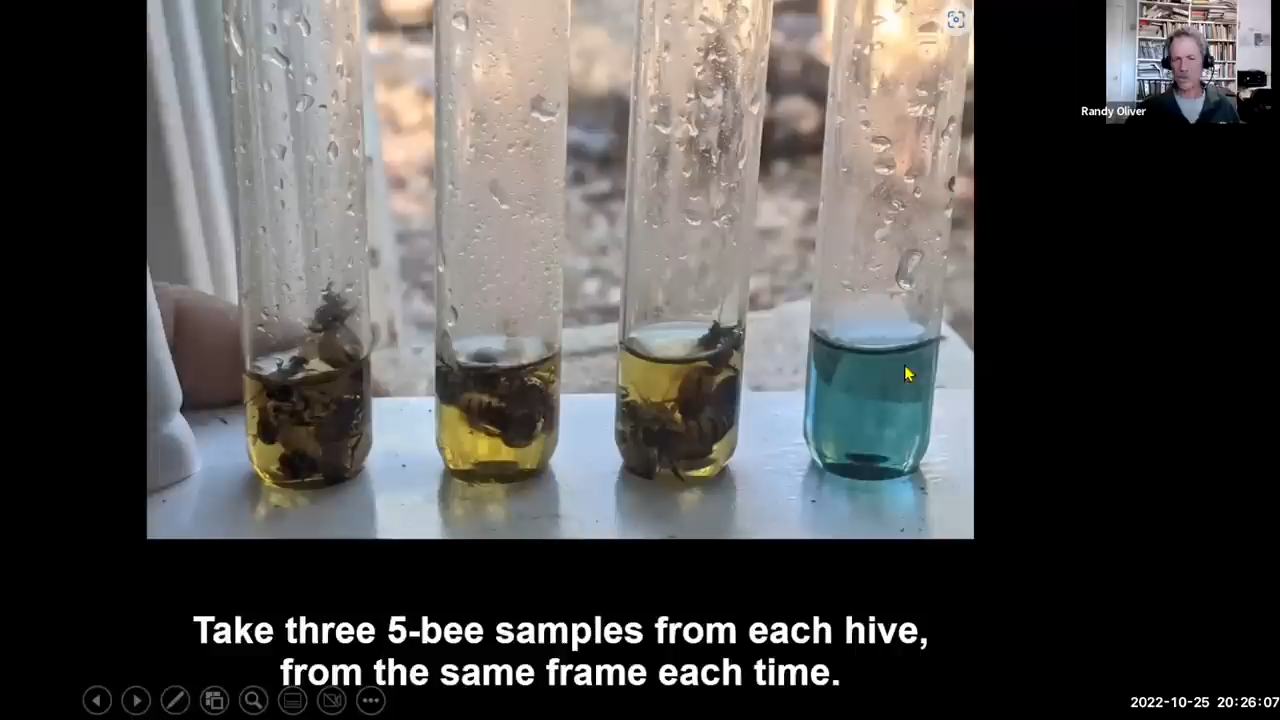 Randy Oliver
Take three 5-bee samples from each hive,
from the same frame each time.
2022-10-25 20:26:07